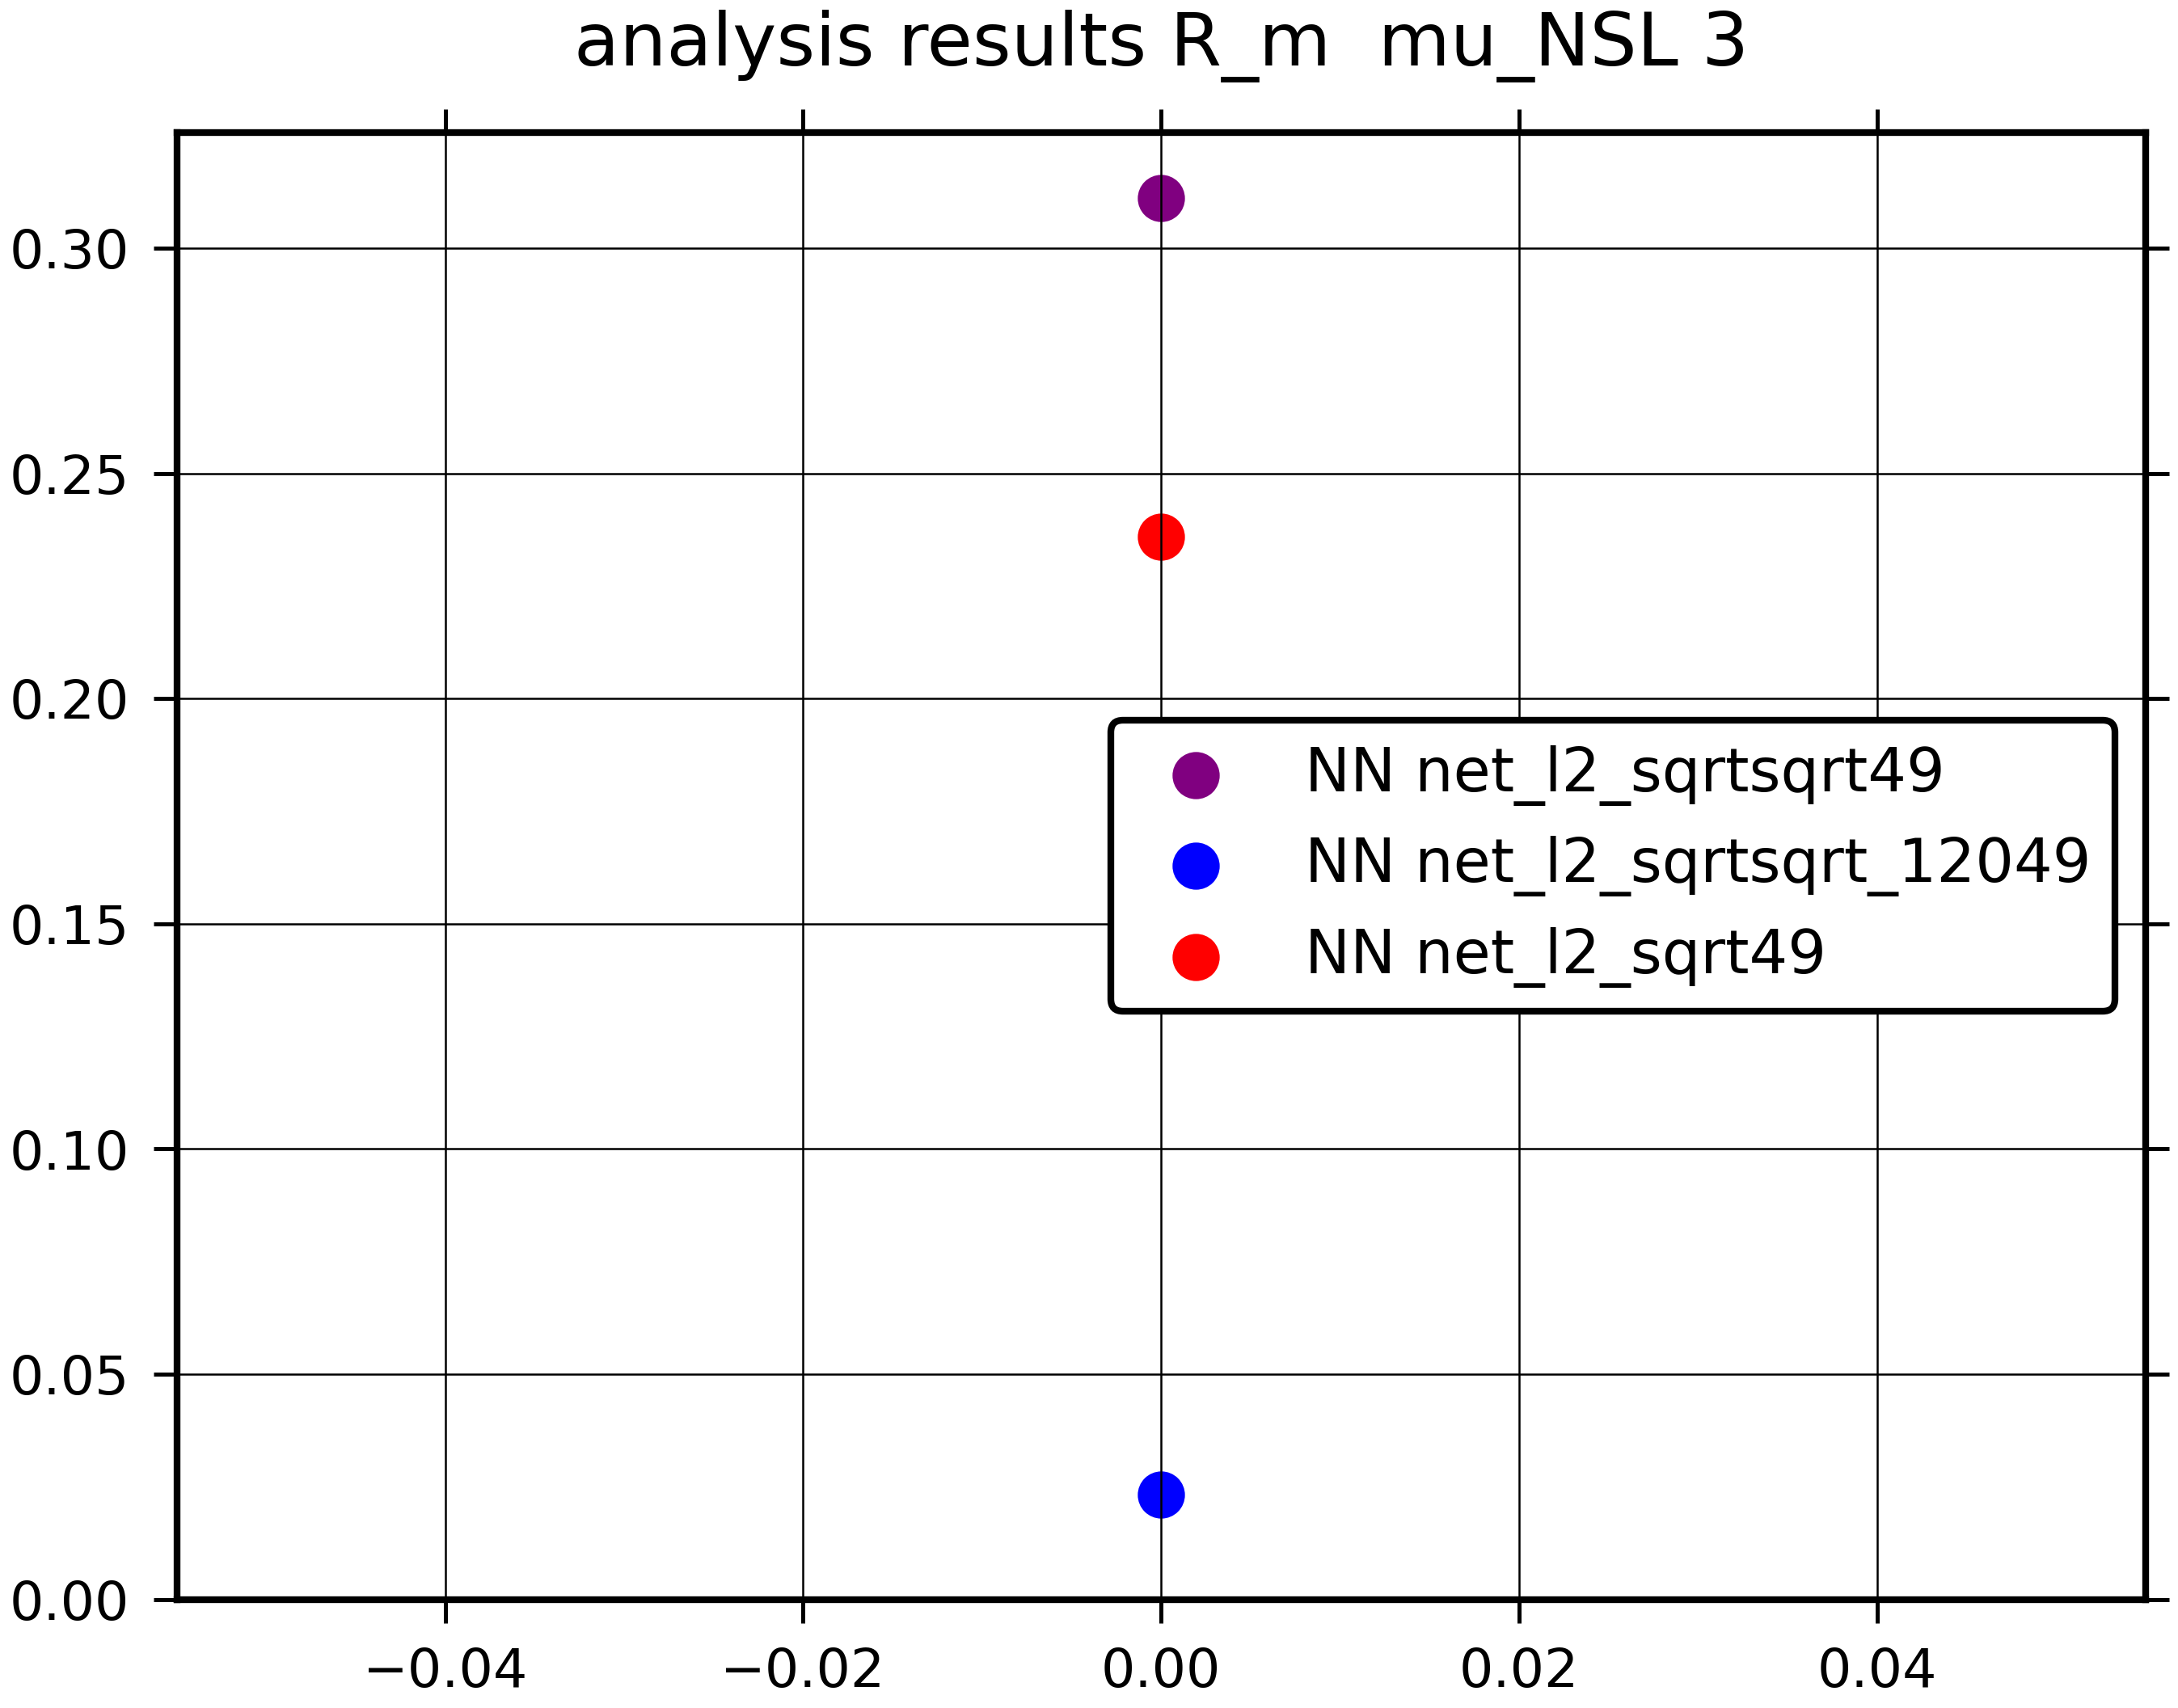 analysis results R_m  mu_NSL 3
0.30
0.25
0.20
0.15
0.10
0.05
0.00
NN net_l2_sqrtsqrt49
NN net_l2_sqrtsqrt_12049
NN net_l2_sqrt49
−0.04 −0.02 0.00 0.02 0.04